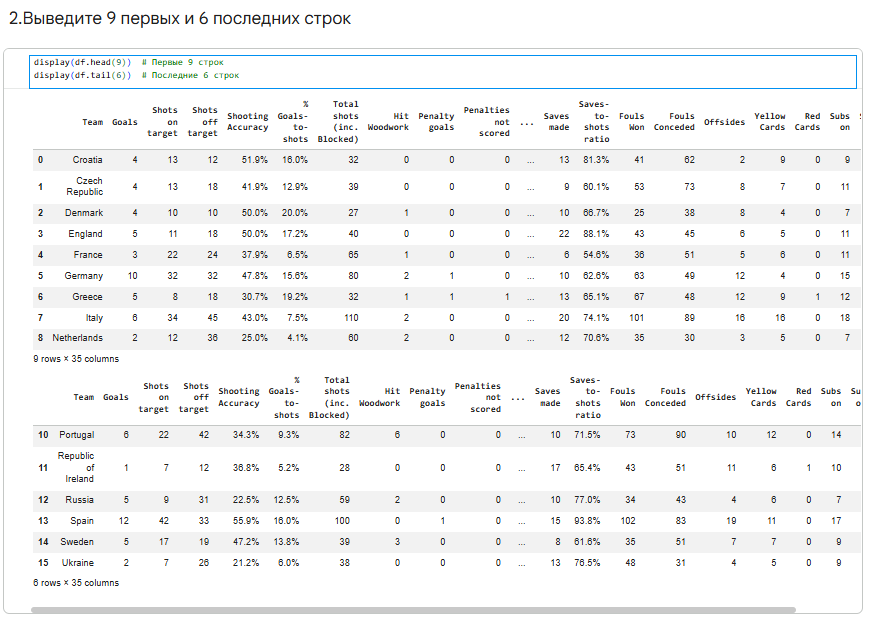 2.Выведите 9 первых и 6 последних строк
display(df.head(9))  # Первые 9 строк
display(df.tail(6))  # Последние 6 строк
Team Goals Shots on target Shots off target Shooting Accuracy % Goals-to-shots Total shots (inc. Blocked) Hit Woodwork Penalty goals Penalties not scored ... Saves made Saves-to-shots ratio Fouls Won Fouls Conceded Offsides Yellow Cards Red Cards Subs on
0 Croatia 4 13 12 51.9% 16.0% 32 0 0 0 ... 13 81.3% 41 62 2 9 0 9
1 Czech Republic 4 13 18 41.9% 12.9% 39 0 0 0 ... 9 60.1% 53 73 8 7 0 11
2 Denmark 4 10 10 50.0% 20.0% 27 1 0 0 ... 10 66.7% 25 38 8 4 0 7
3 England 5 11 18 50.0% 17.2% 40 0 0 0 ... 22 88.1% 43 45 6 5 0 11
4 France 3 22 24 37.9% 6.5% 65 1 0 0 ... 6 54.6% 36 51 5 6 0 11
5 Germany 10 32 32 47.8% 15.6% 80 2 1 0 ... 10 62.6% 63 49 12 4 0 15
6 Greece 5 8 18 30.7% 19.2% 32 1 1 1 ... 13 65.1% 67 48 12 9 1 12
7 Italy 6 34 45 43.0% 7.5% 110 2 0 0 ... 20 74.1% 101 89 16 16 0 18
8 Netherlands 2 12 36 25.0% 4.1% 60 2 0 0 ... 12 70.6% 35 30 3 5 0 7
9 rows × 35 columns
Team Goals Shots on target Shots off target Shooting Accuracy % Goals-to-shots Total shots (inc. Blocked) Hit Woodwork Penalty goals Penalties not scored ... Saves made Saves-to-shots ratio Fouls Won Fouls Conceded Offsides Yellow Cards Red Cards Subs on
10 Portugal 6 22 42 34.3% 9.3% 82 6 0 0 ... 10 71.5% 73 90 10 12 0 14
11 Republic of Ireland 1 7 12 36.8% 5.2% 28 0 0 0 ... 17 65.4% 43 51 11 6 1 10
12 Russia 5 9 31 22.5% 12.5% 59 2 0 0 ... 10 77.0% 34 43 4 6 0 7
13 Spain 12 42 33 55.9% 16.0% 100 0 1 0 ... 15 93.8% 102 83 19 11 0 17
14 Sweden 5 17 19 47.2% 13.8% 39 3 0 0 ... 8 61.6% 35 51 7 7 0 9
15 Ukraine 2 7 26 21.2% 6.0% 38 0 0 0 ... 13 76.5% 48 31 4 5 0 9
6 rows × 35 columns